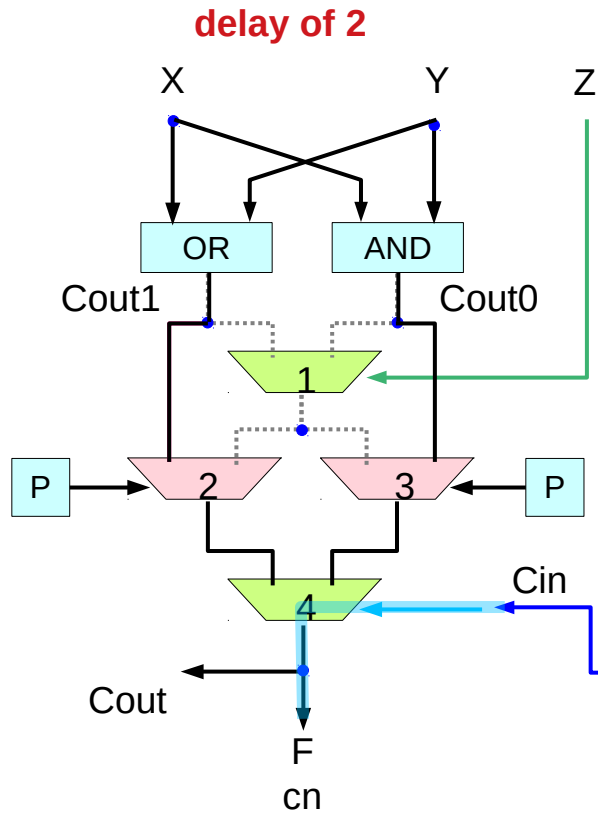 delay of 2
X Y Z
OR AND
Cout1 Cout0
1
P 2 3 P
Cin
4
Cout
F
cn